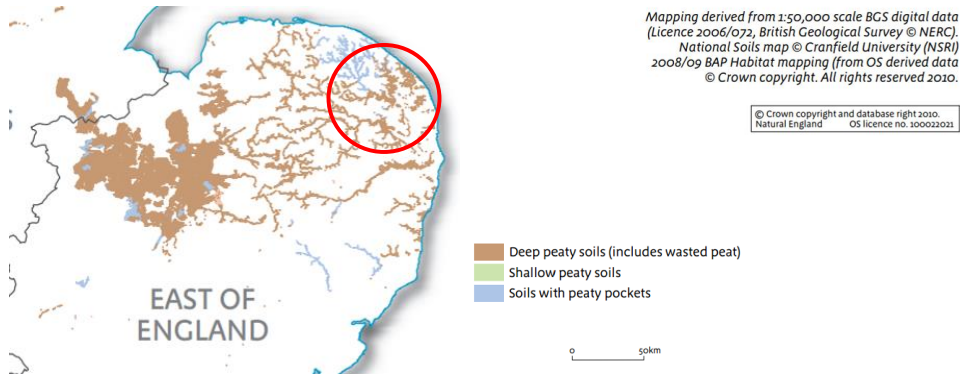 Mapping derived from 1:50,000 scale BGS digital data
(Licence 2006/072, British Geological Survey © NERC).
National Soils map © Cranfield University (NSRI)
2008/09 BAP Habitat mapping (from OS derived data
© Crown copyright. All rights reserved 2010.
© Crown copyright and database right 2010.
Natural England OS licence no. 100022021
Deep peaty soils (includes wasted peat)
Shallow peaty soils
Soils with peaty pockets
EAST OF
ENGLAND
0 50km